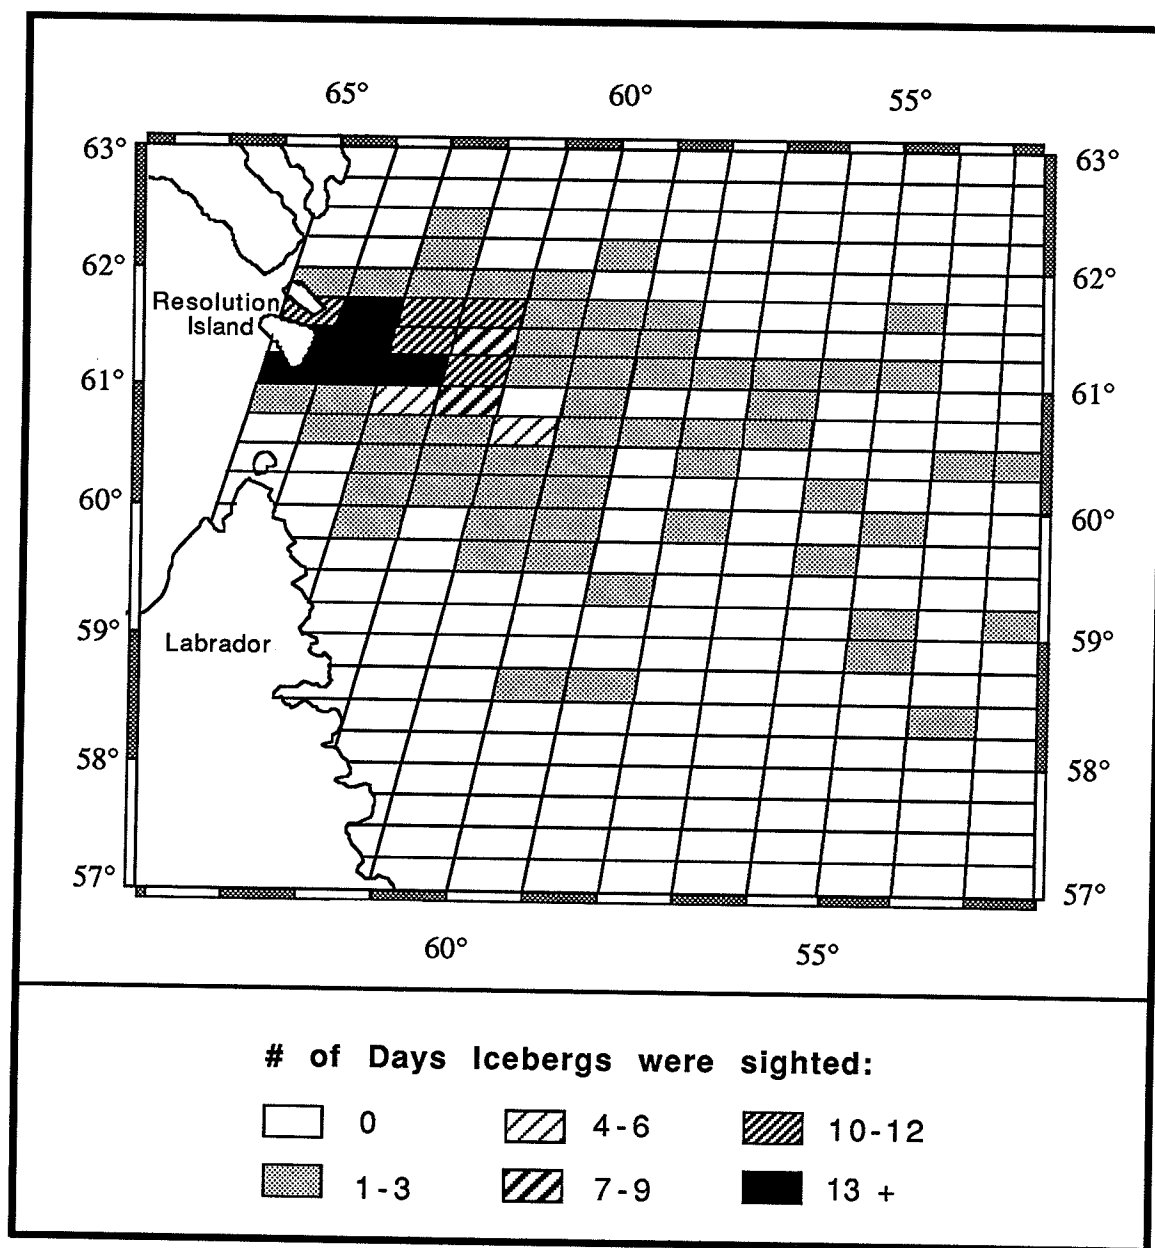 65° 60° 55°
63° 63°
62° 62°
Resolution
Island
61° 61°
60° 60°
59° 59°
Labrador
58° 58°
57° 57°
60° 55°
# of Days Icebergs were sighted:
0 4-6 10-12
1-3 7-9 13 +